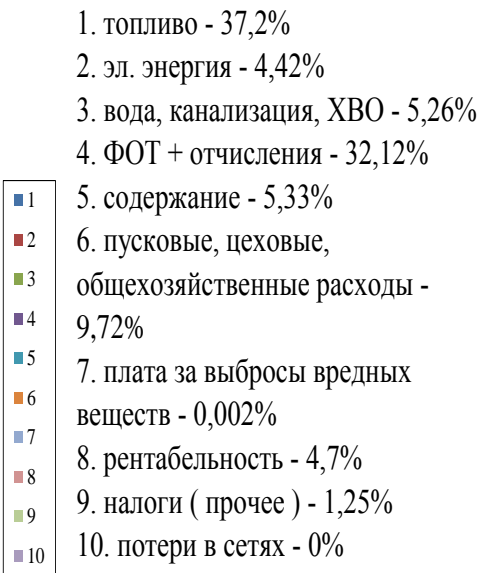 1. топливо - 37,2%
2. эл. энергия - 4,42%
3. вода, канализация, ХВО - 5,26%
4. ФОТ + отчисления - 32,12%
5. содержание - 5,33%
6. пусковые, цеховые,
общехозяйственные расходы -
9,72%
7. плата за выбросы вредных
веществ - 0,002%
8. рентабельность - 4,7%
9. налоги ( прочее ) - 1,25%
10. потери в сетях - 0%
1
2
3
4
5
6
7
8
9
10